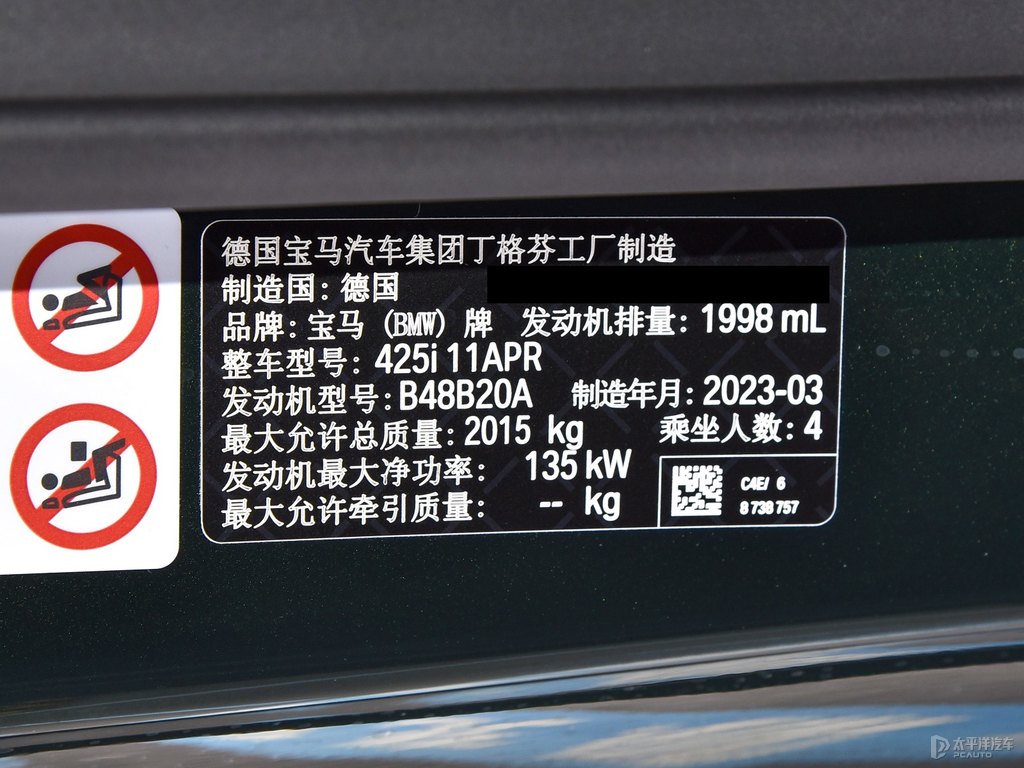 德国宝马汽车集团丁格芬工厂制造
制造国：德国
品牌：宝马 (BMW) 牌 发动机排量：1998 mL
整车型号：425i 11APR
发动机型号：B48B20A 制造年月：2023-03
最大允许总质量：2015 kg 乘坐人数：4
发动机最大净功率： 135 kW
最大允许牵引质量： -- kg
C4E/ 6
8 738 757
太平洋汽车
PCAUTO